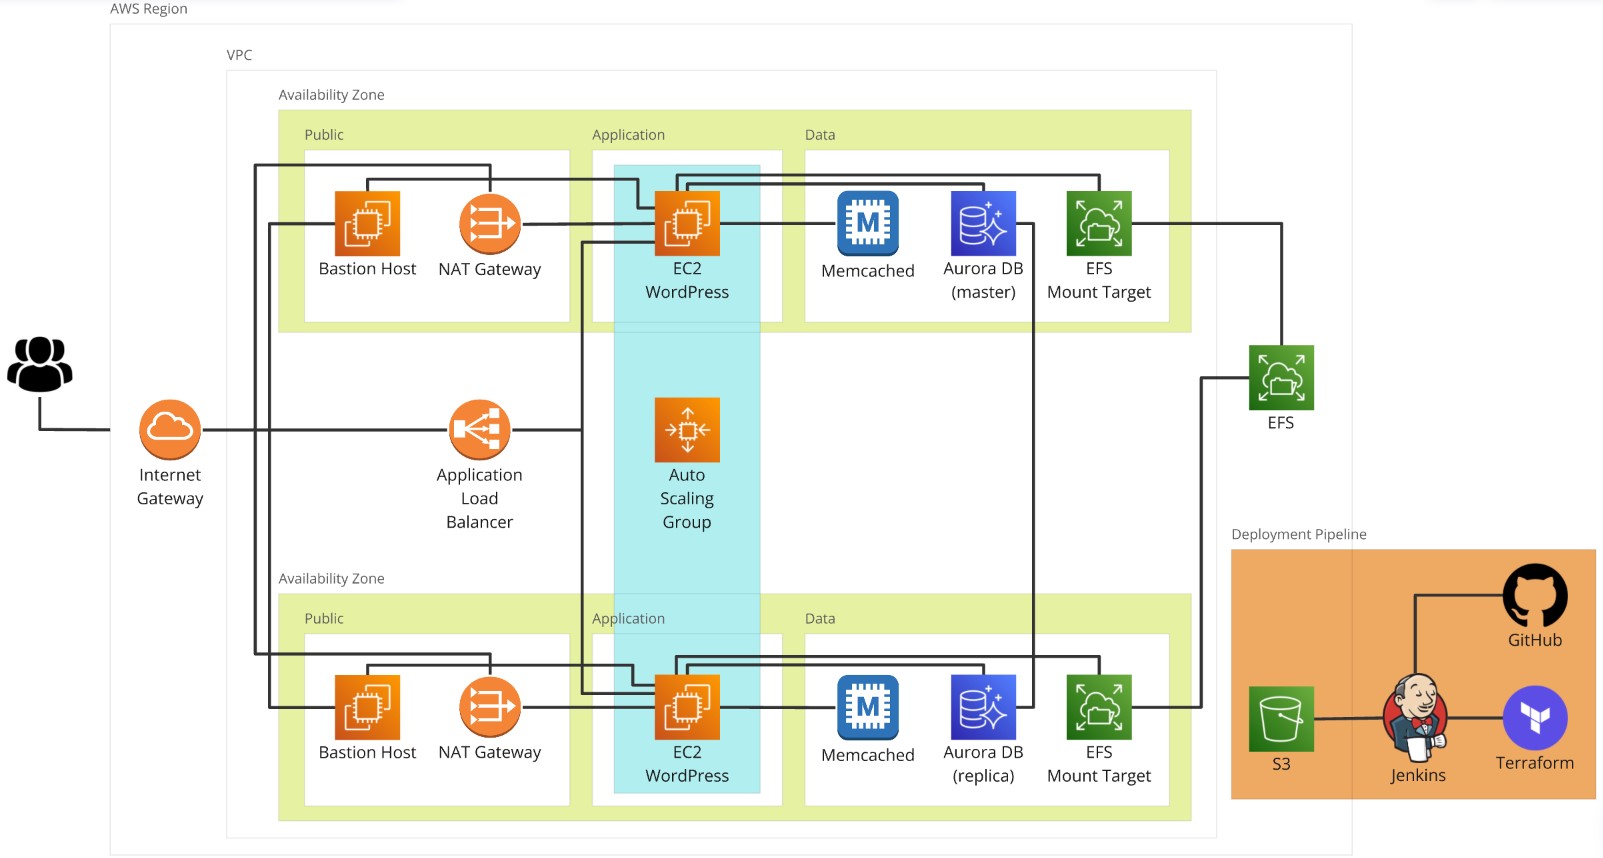 AWS Region
VPC
Availability Zone
Public
Application
Data
Bastion Host
NAT Gateway
EC2
WordPress
M
Memcached
Aurora DB
(master)
EFS
Mount Target
Internet
Gateway
Application
Load
Balancer
Auto
Scaling
Group
EFS
Availability Zone
Public
Application
Data
Bastion Host
NAT Gateway
EC2
WordPress
M
Memcached
Aurora DB
(replica)
EFS
Mount Target
Deployment Pipeline
GitHub
S3
Jenkins
Terraform